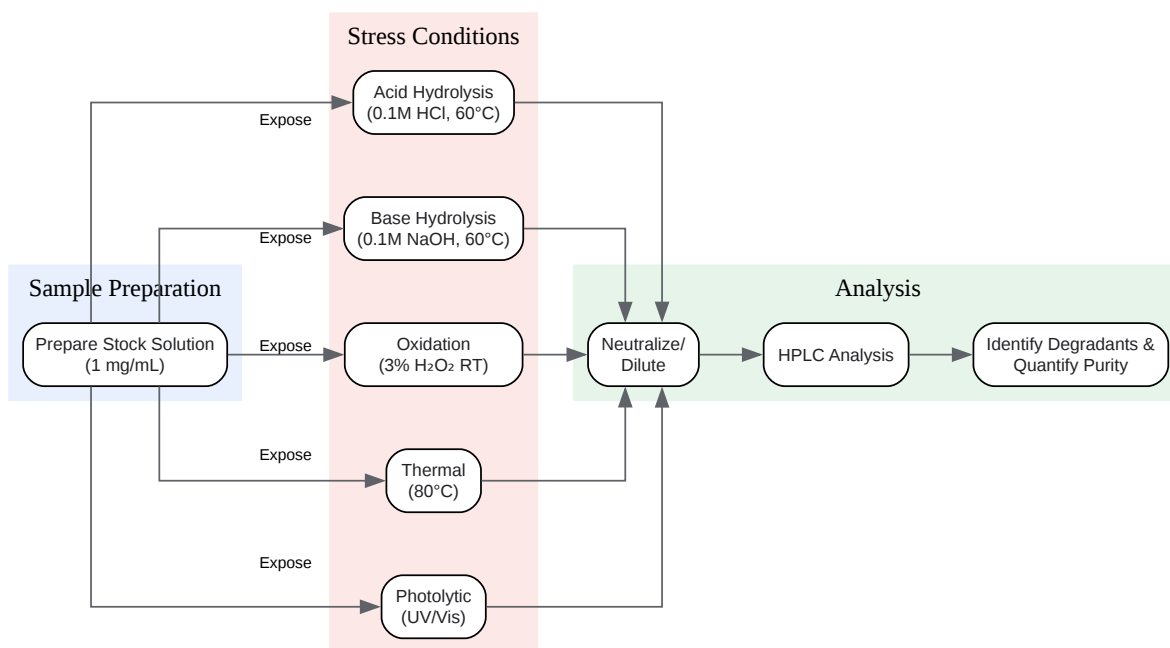 Stress Conditions
Acid Hydrolysis
(0.1M HCl, 60°C)
Expose
Base Hydrolysis
(0.1M NaOH, 60°C)
Expose
Sample Preparation
Prepare Stock Solution
(1 mg/mL)
Expose
Oxidation
(3% H₂O₂ RT)
Analysis
Neutralize/
Dilute
HPLC Analysis
Identify Degradants &
Quantify Purity
Expose
Thermal
(80°C)
Expose
Photolytic
(UV/Vis)